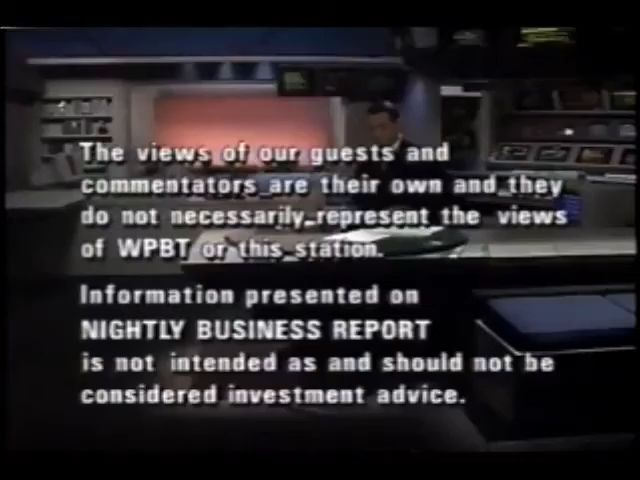 The views of our guests and
commentators are their own and they
do not necessarily represent the views
of WPBT or this station.
Information presented on
NIGHTLY BUSINESS REPORT
is not intended as and should not be
considered investment advice.